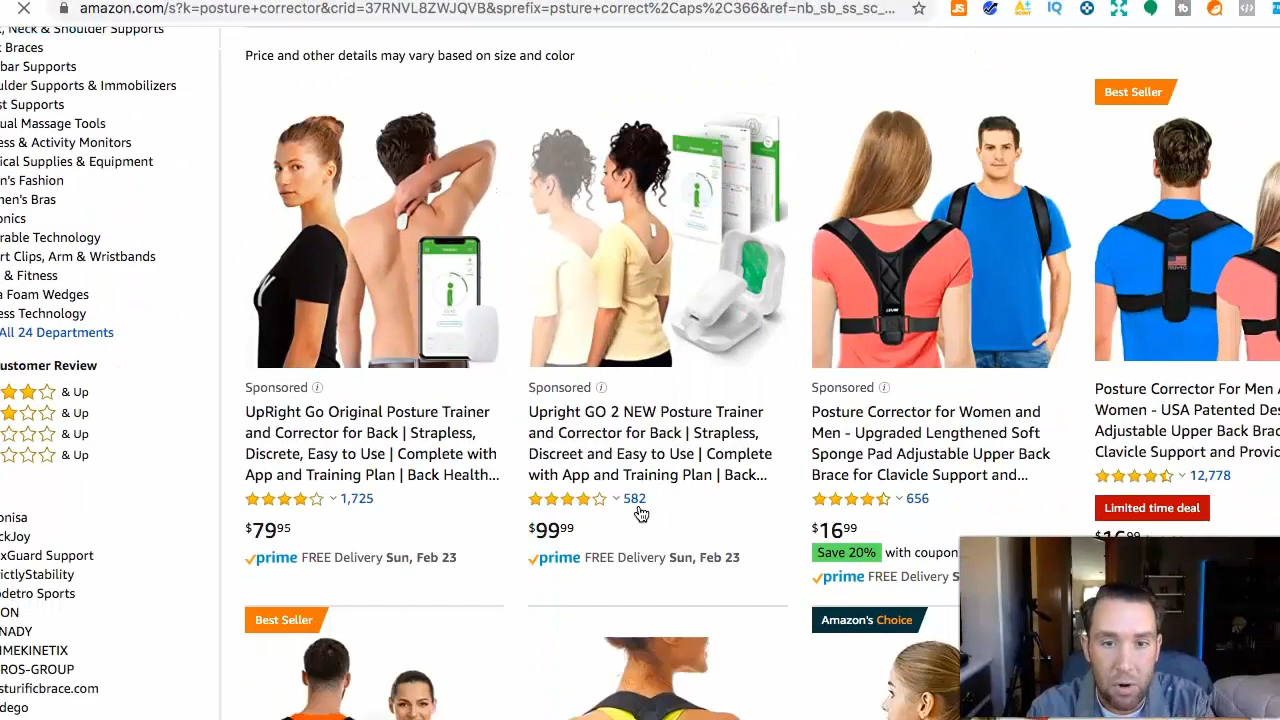 amazon.com/s?k=posture+corrector&crid=37RNVL8ZWJQVB&sprefix=psture+correct%2Caps%2C366&ref=nb_sb_ss_sc_...
, Neck & Shoulder Supports
t Braces
bar Supports
ulder Supports & Immobilizers
st Supports
ual Massage Tools
ess & Activity Monitors
ical Supplies & Equipment
n's Fashion
n's Bras
onics
rable Technology
rt Clips, Arm & Wristbands
& Fitness
a Foam Wedges
ess Technology
All 24 Departments
ustomer Review
& Up
& Up
& Up
& Up
onisa
ckJoy
xGuard Support
rictlyStability
odetro Sports
ON
NADY
IMEKINETIX
ROS-GROUP
sturificbrace.com
dego
Price and other details may vary based on size and color
Sponsored
UpRight Go Original Posture Trainer
and Corrector for Back | Strapless,
Discrete, Easy to Use | Complete with
App and Training Plan | Back Health...
1,725
$79.95
prime FREE Delivery Sun, Feb 23
Sponsored
Upright GO 2 NEW Posture Trainer
and Corrector for Back | Strapless,
Discreet and Easy to Use | Complete
with App and Training Plan | Back...
582
$99.99
prime FREE Delivery Sun, Feb 23
Sponsored
Posture Corrector for Women and
Men - Upgraded Lengthened Soft
Sponge Pad Adjustable Upper Back
Brace for Clavicle Support and...
656
$16.99
Save 20% with coupon
prime FREE Delivery S
Best Seller
Posture Corrector For Men A
Women - USA Patented Des
Adjustable Upper Back Brac
Clavicle Support and Provid
12,778
Limited time deal
Best Seller
Amazon's Choice